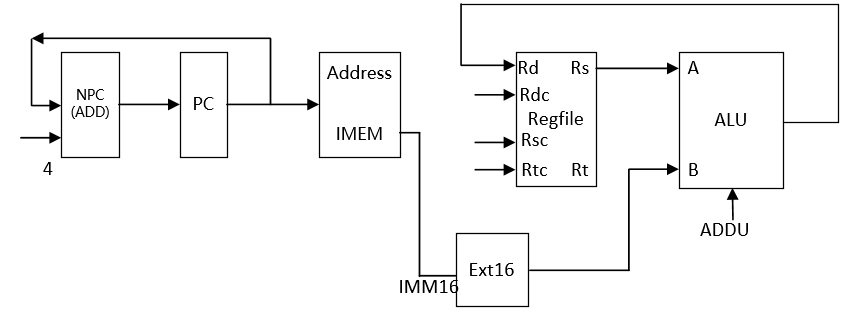 NPC
(ADD)
4
PC
Address
IMEM
IMM16
Ext16
Rd Rs
Rdc
Regfile
Rsc
Rtc Rt
A
ALU
B
ADDU